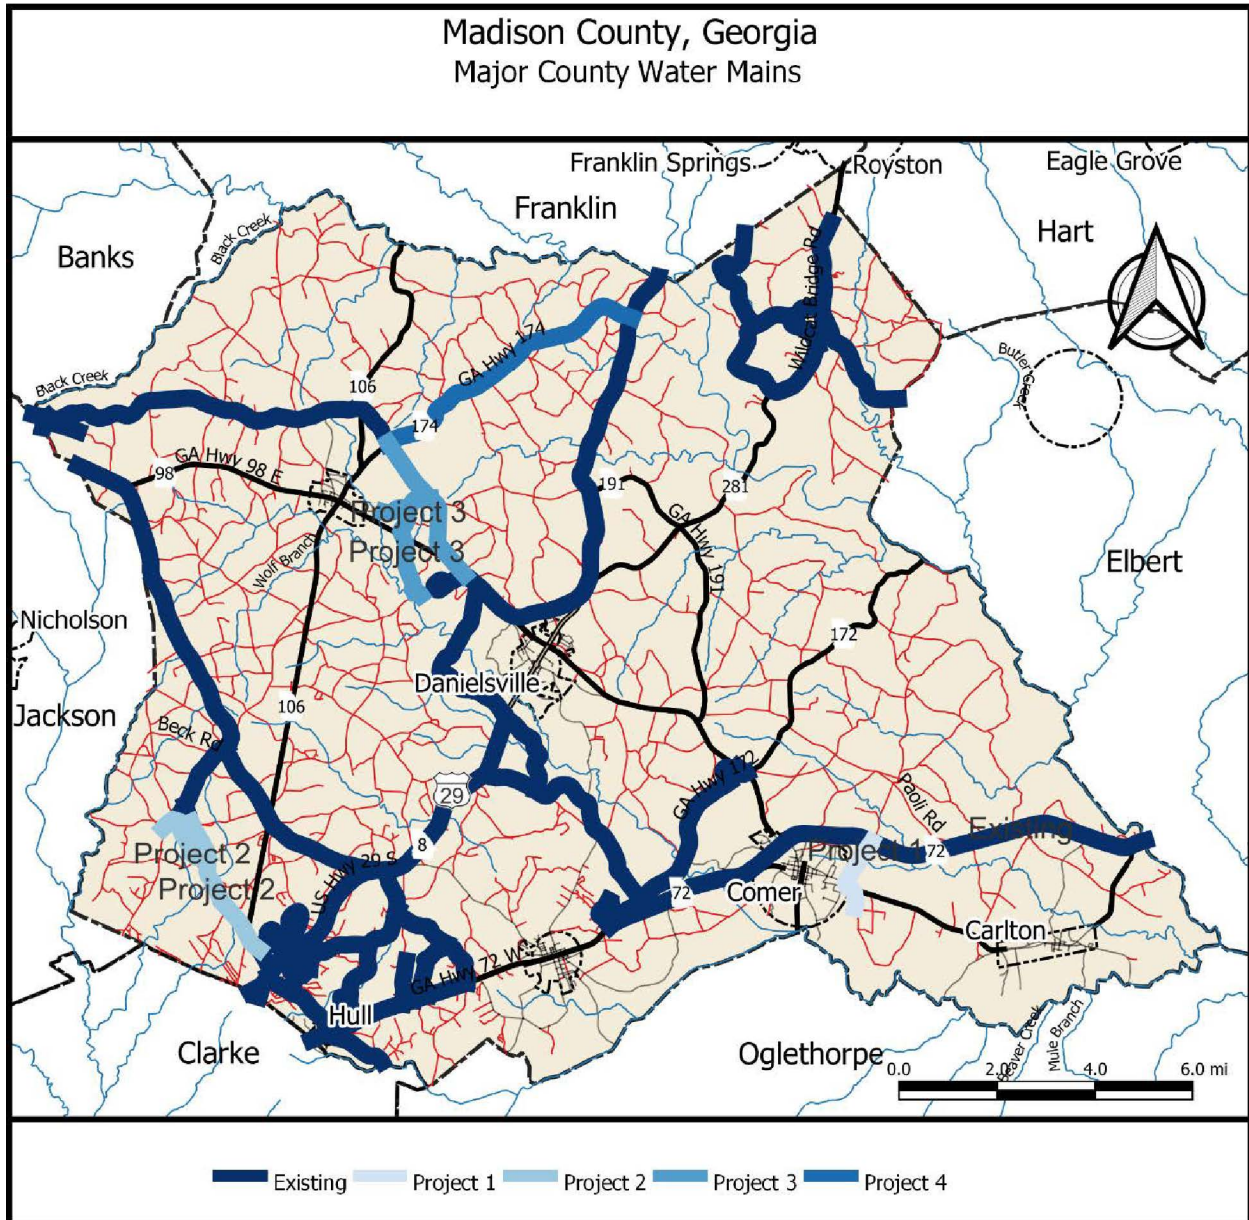 Madison County, Georgia
Major County Water Mains
Franklin Springs
Royston
Eagle Grove
Franklin
Hart
Banks
Black Creek
Wildcat Bridge Rd
Butler Creek
GA Hwy 174
Black Creek
106
174
GA Hwy 98 E
98
191
281
Project 3
GA Hwy 191
Project 3
Wolf Branch
Elbert
Nicholson
172
Danielsville
Jackson
106
Beck Rd
GA Hwy 172
29
Paoli Rd
Existing
8
Project 2
Project 1
72
US Hwy 29 S
Project 2
72
Comer
Carlton
GA Hwy 72 W
Hull
Clarke
Oglethorpe
Beaver Creek
Mule Branch
0.0 2.0 4.0 6.0 mi
Existing Project 1 Project 2 Project 3 Project 4